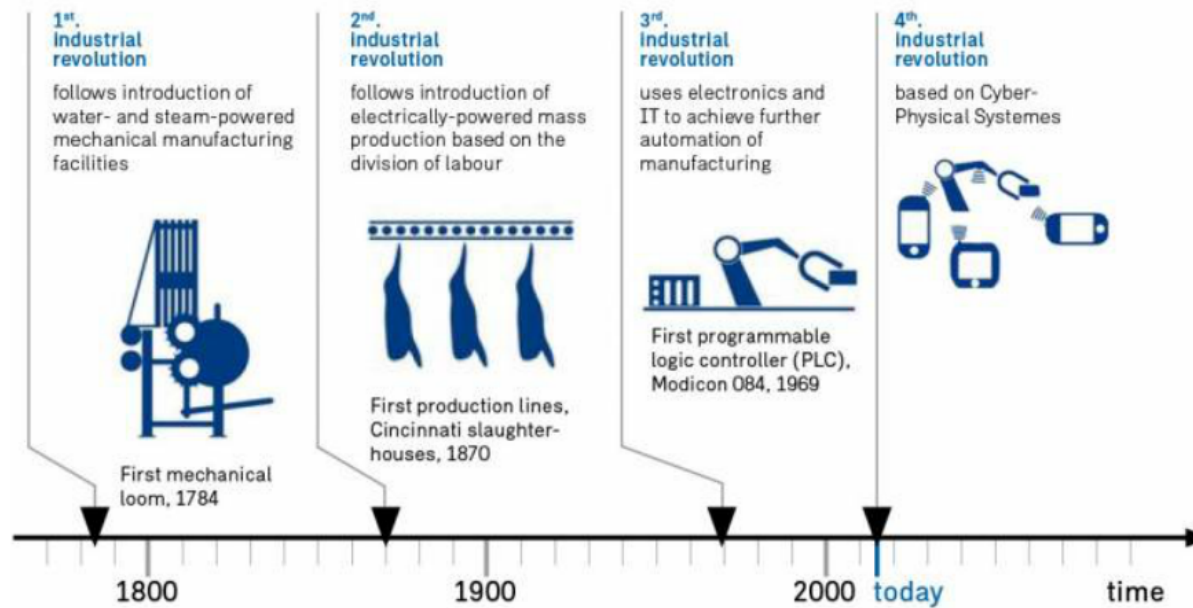 1st.
industrial
revolution
follows introduction of
water- and steam-powered
mechanical manufacturing
facilities
First mechanical
loom, 1784
2nd.
industrial
revolution
follows introduction of
electrically-powered mass
production based on the
division of labour
First production lines,
Cincinnati slaughter-
houses, 1870
3rd.
industrial
revolution
uses electronics and
IT to achieve further
automation of
manufacturing
First programmable
logic controller (PLC),
Modicon 084, 1969
4th.
industrial
revolution
based on Cyber-
Physical Systemes
1800 1900 2000 today time